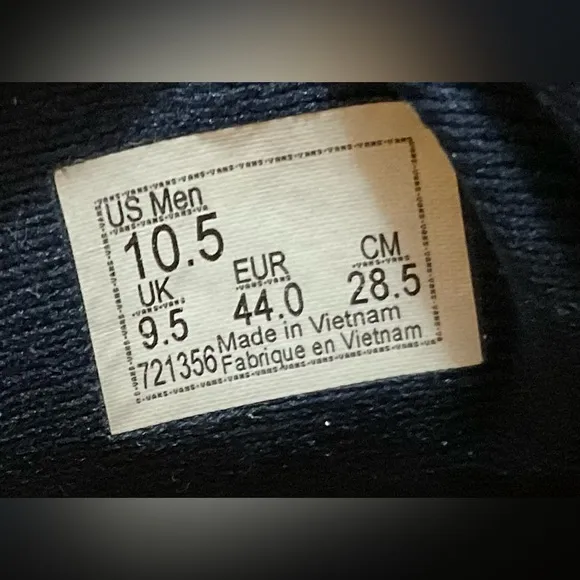 US Men
10.5
UK EUR CM
9.5 44.0 28.5
721356 Made in Vietnam
Fabrique en Vietnam